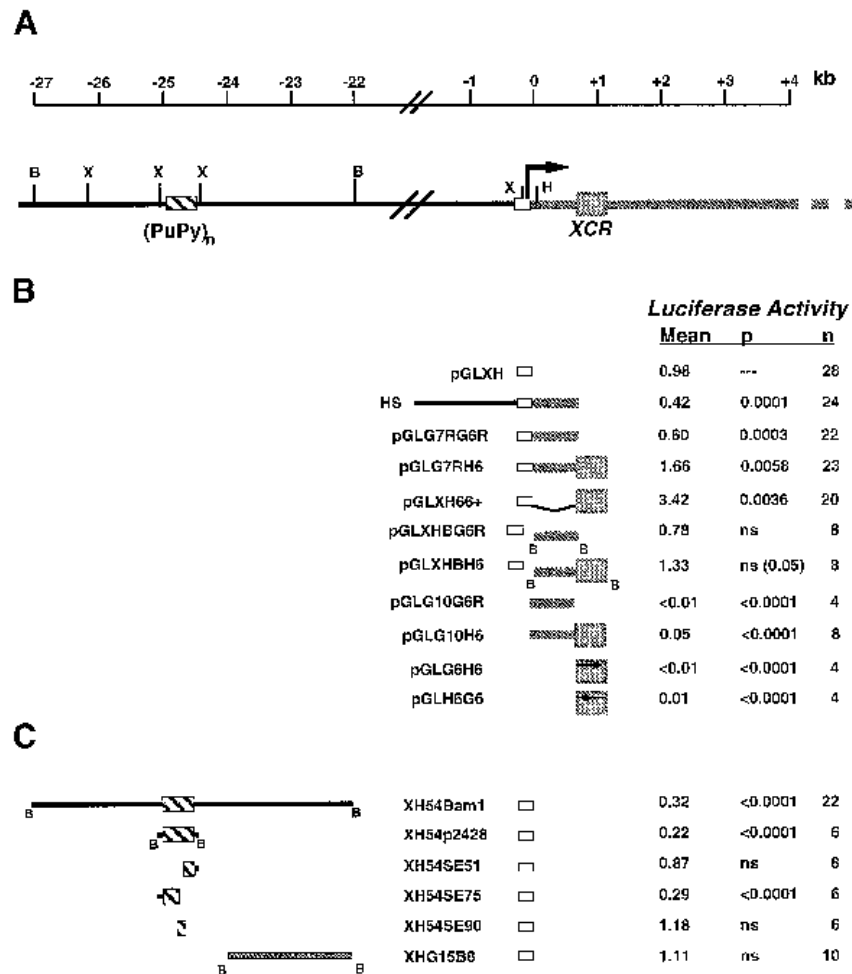 A
-27 -26 -25 -24 -23 -22 -1 0 +1 +2 +3 +4 kb
B X X X B X H
(PuPy)n
XCR
B
Luciferase Activity
Mean p n
pGLXH 0.98 --- 28
HS 0.42 0.0001 24
pGLG7RG6R 0.60 0.0003 22
pGLG7RH6 1.66 0.0058 23
pGLXH66+ 3.42 0.0036 20
pGLXHBG6R 0.78 ns 8
B B
pGLXHBH6 1.33 ns (0.05) 8
B B
pGLG10G6R <0.01 <0.0001 4
pGLG10H6 0.05 <0.0001 8
pGLG6H6 <0.01 <0.0001 4
pGLH6G6 0.01 <0.0001 4
C
XH54Bam1 0.32 <0.0001 22
B B
XH54p2428 0.22 <0.0001 6
B B
XH54SE51 0.87 ns 6
XH54SE75 0.29 <0.0001 6
XH54SE90 1.18 ns 6
XHG15B6 1.11 ns 10
B B